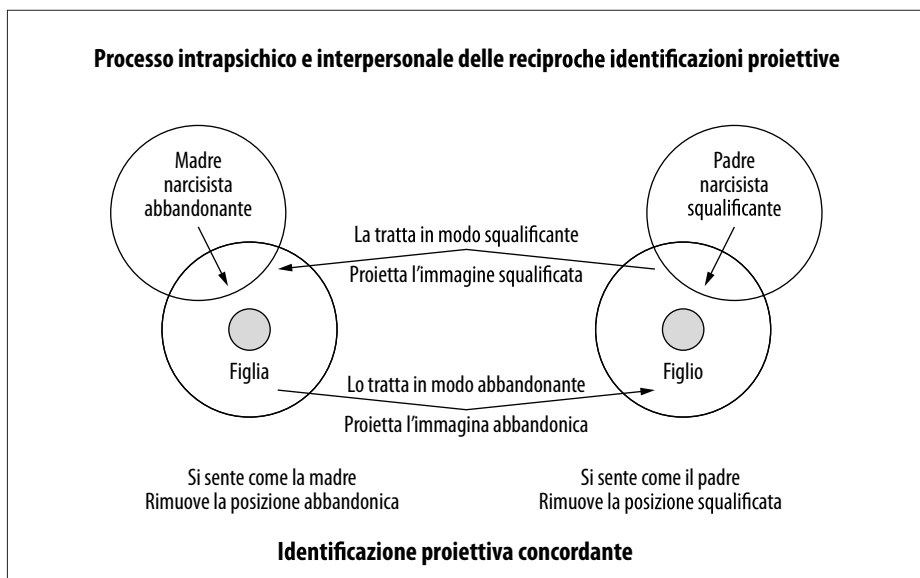 Processo intrapsichico e interpersonale delle reciproche identificazioni proiettive
Madre
narcisista
abbandonante
Padre
narcisista
squalificante
La tratta in modo squalificante
Proietta l'immagine squalificata
Figlia
Figlio
Lo tratta in modo abbandonante
Proietta l'immagina abbandonica
Si sente come la madre
Rimuove la posizione abbandonica
Si sente come il padre
Rimuove la posizione squalificata
Identificazione proiettiva concordante